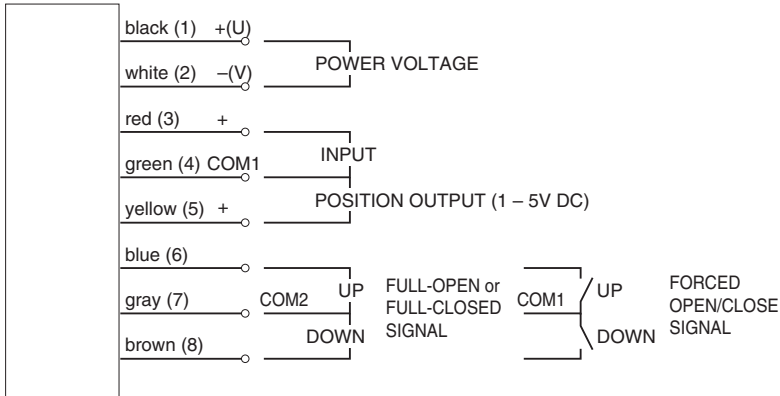 black (1) +(U)
POWER VOLTAGE
white (2) –(V)
red (3) +
INPUT
green (4) COM1
POSITION OUTPUT (1 – 5V DC)
yellow (5) +
blue (6)
gray (7) COM2
brown (8)
UP
DOWN
FULL-OPEN or
FULL-CLOSED
SIGNAL
COM1
UP
DOWN
FORCED
OPEN/CLOSE
SIGNAL